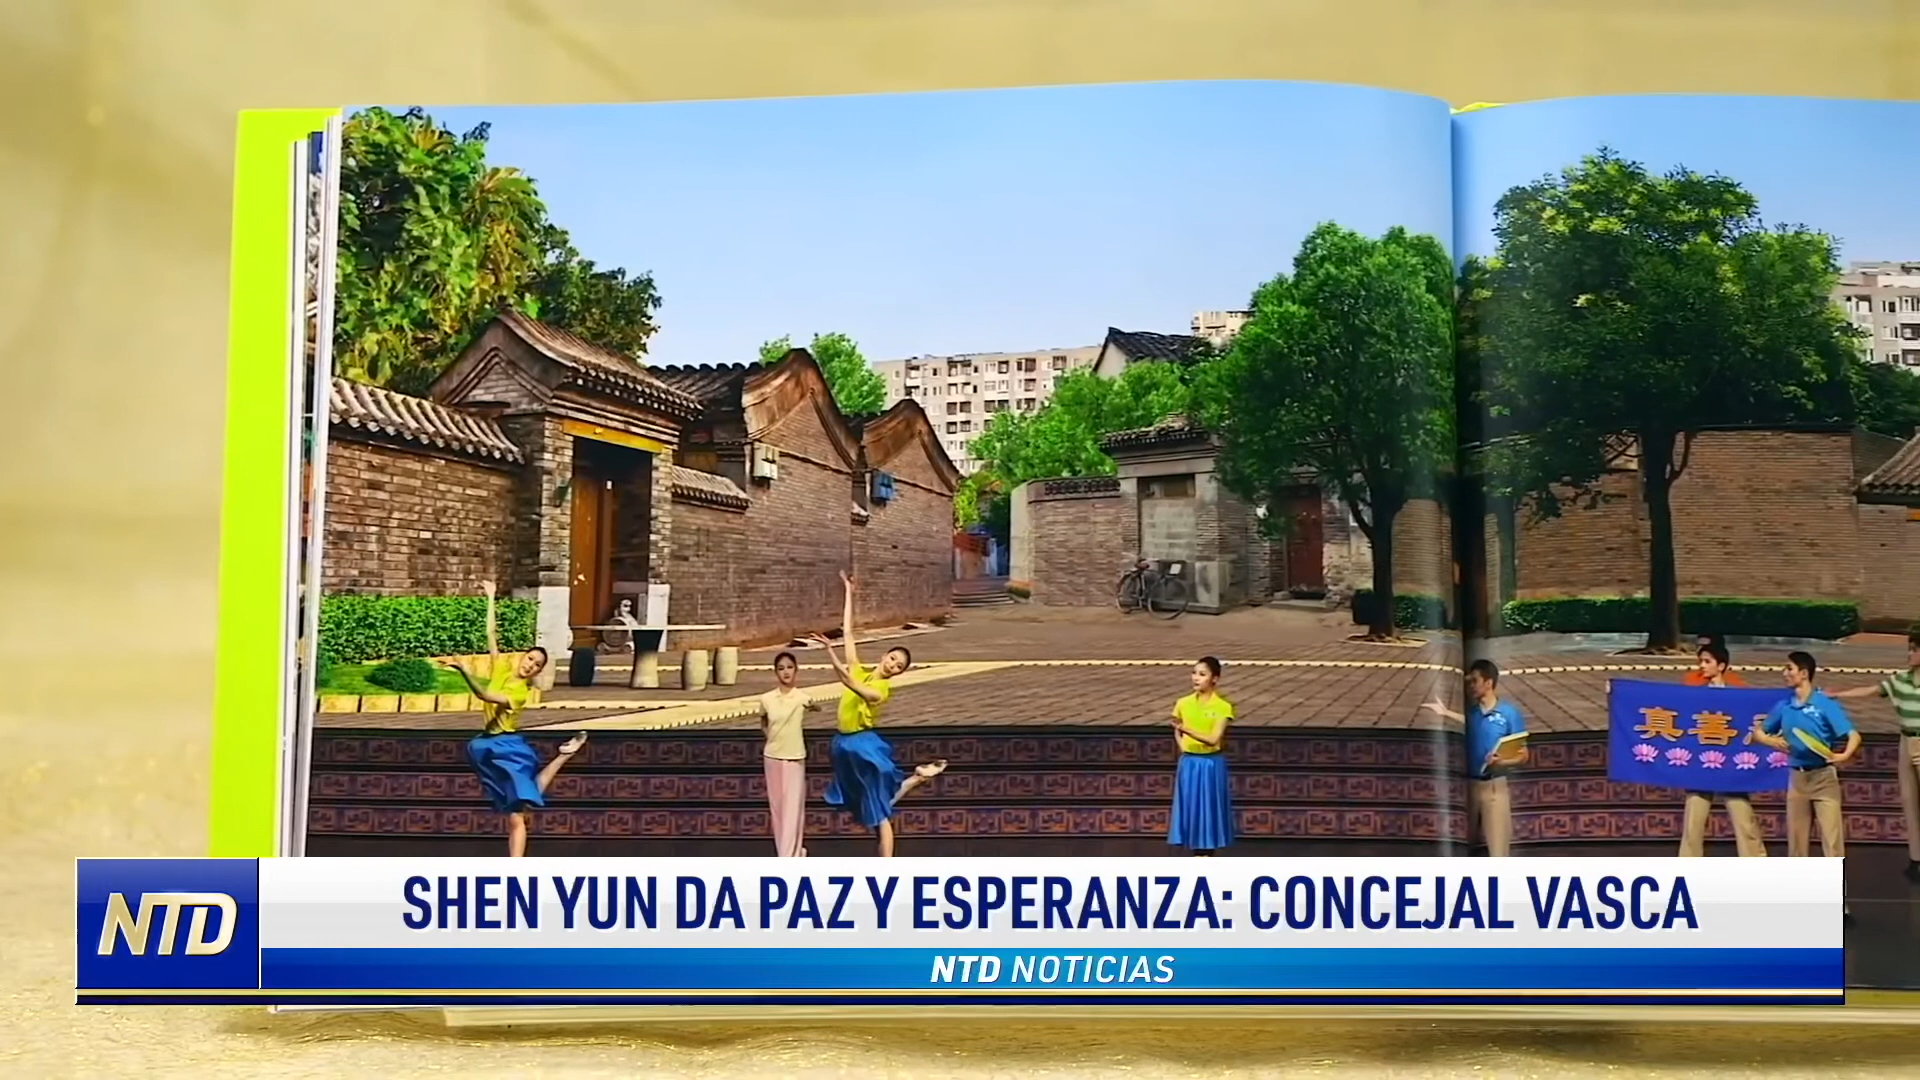 真善
NTD
SHEN YUN DA PAZ Y ESPERANZA: CONCEJAL VASCA
NTD NOTICIAS